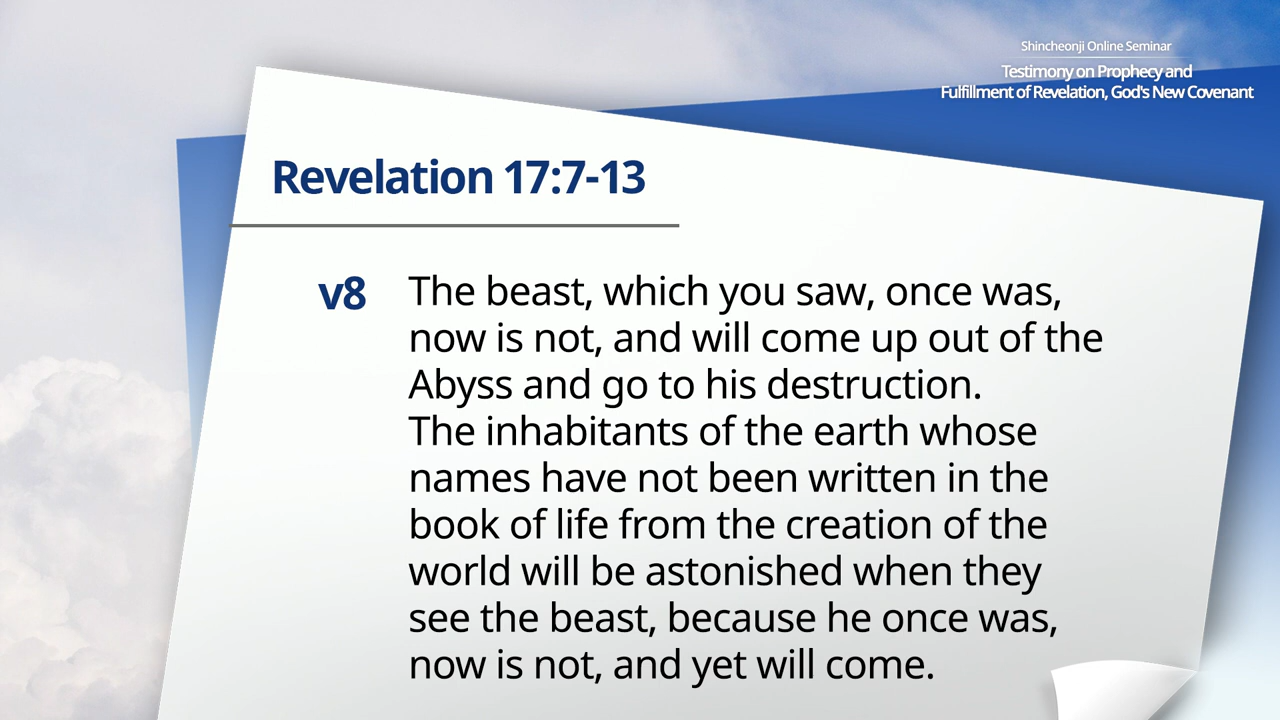 Shincheonji Online Seminar
Testimony on Prophecy and
Fulfillment of Revelation, God's New Covenant
Revelation 17:7-13
v8 The beast, which you saw, once was,
now is not, and will come up out of the
Abyss and go to his destruction.
The inhabitants of the earth whose
names have not been written in the
book of life from the creation of the
world will be astonished when they
see the beast, because he once was,
now is not, and yet will come.